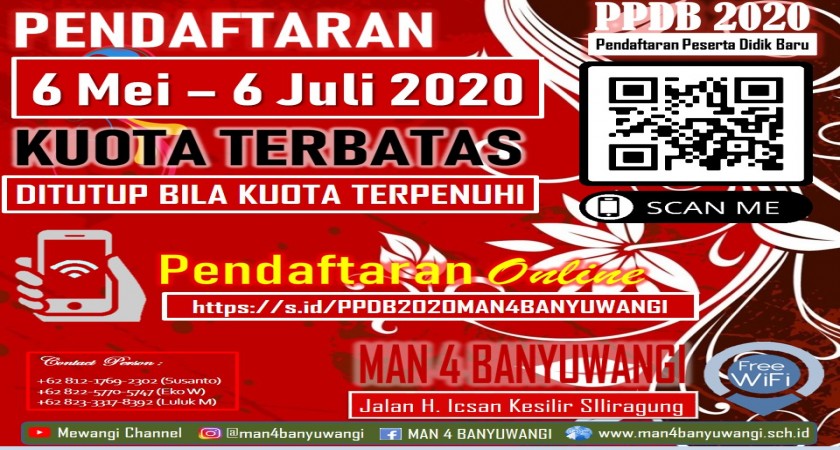 PENDAFTARAN
6 Mei – 6 Juli 2020
KUOTA TERBATAS
DITUTUP BILA KUOTA TERPENUHI
PPDB 2020
Pendaftaran Peserta Didik Baru
SCAN ME
Pendaftaran Online
https://s.id/PPDB2020MAN4BANYUWANGI
Contact Person :
+62 812-1769-2302 (Susanto)
+62 822-5770-5747 (Eko W)
+62 823-3317-8392 (Luluk M)
MAN 4 BANYUWANGI
Jalan H. Icsan Kesilir SIliragung
Free
WiFi
Mewangi Channel @man4banyuwangi MAN 4 BANYUWANGI www.man4banyuwangi.sch.id